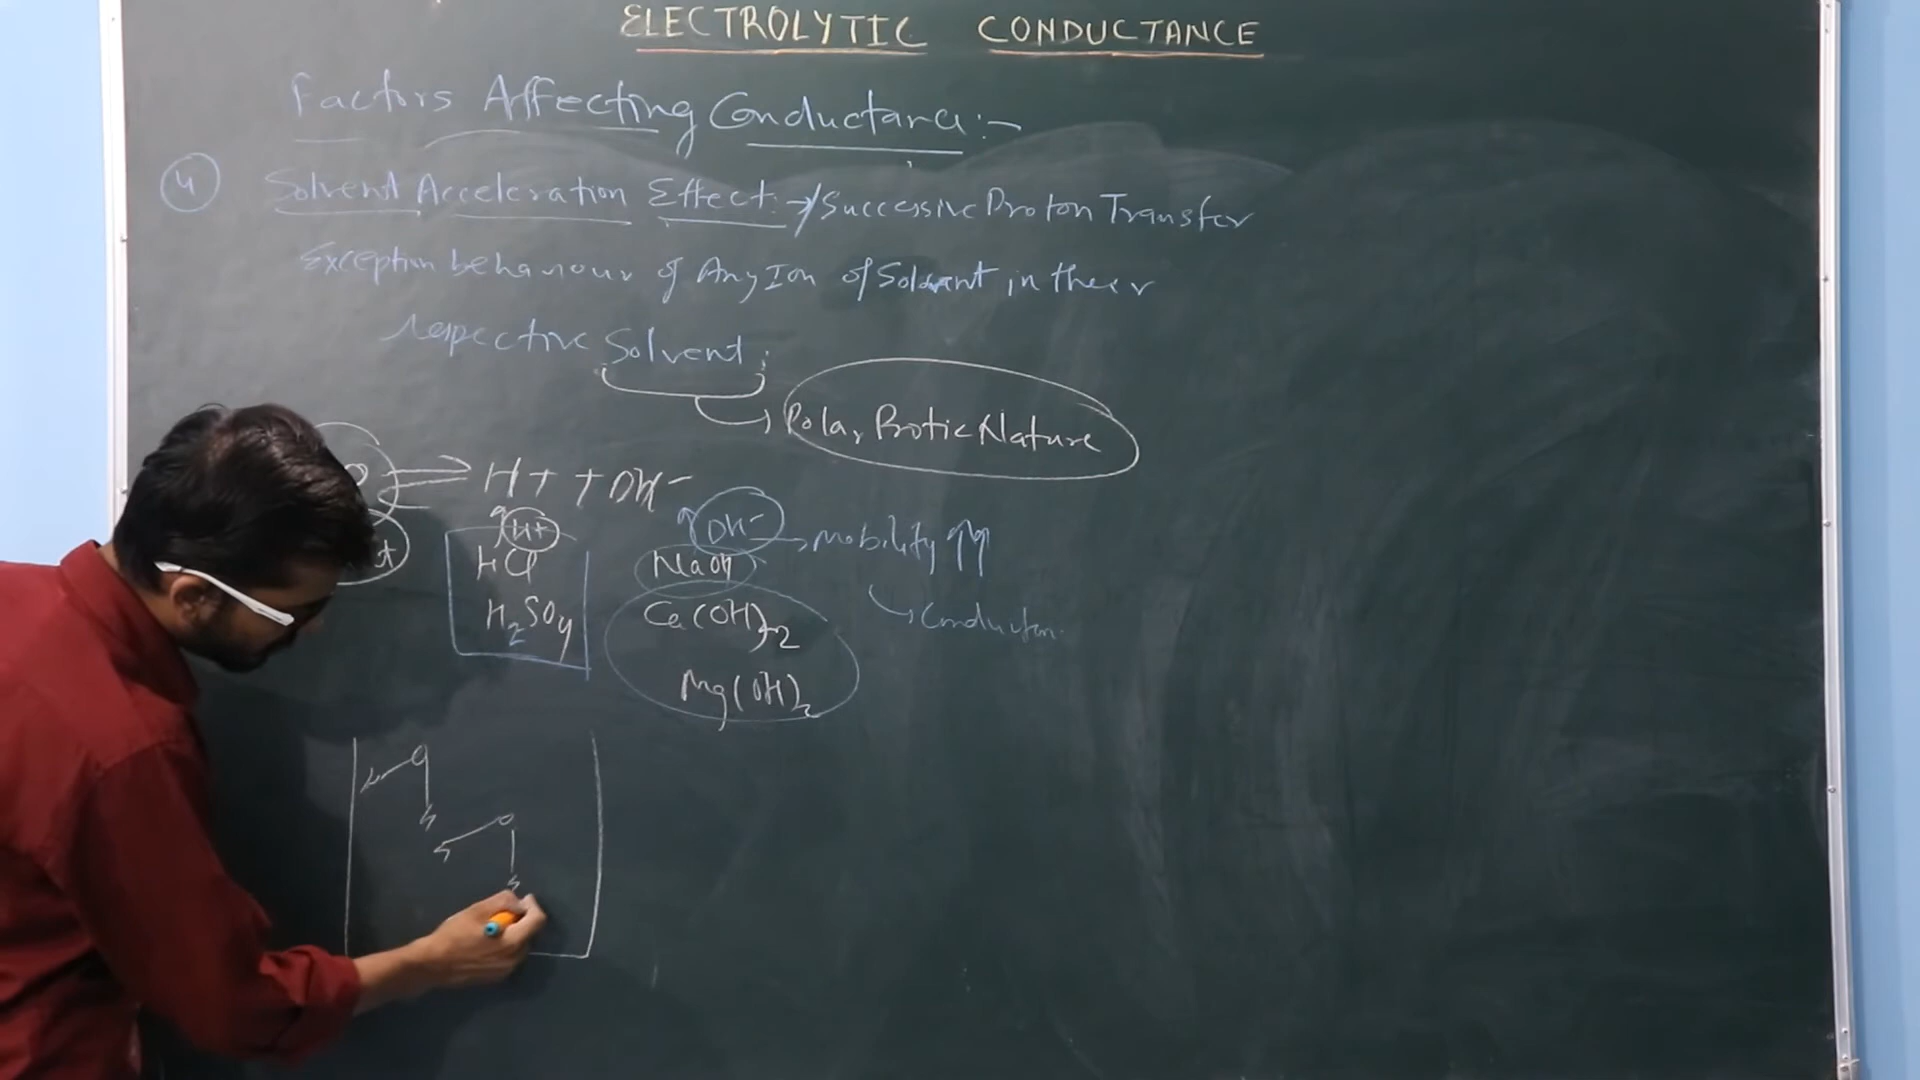 ELECTROLYTIC CONDUCTANCE
Factors Affecting Conductance:-
4 Solvent Acceleration Effect:-/Successive Proton Transfer
Exception behaviour of Any Ion of Solvent in their
respective Solvent.
Polar Protic Nature
H+ + OH-
H+ OH- mobility
HCl NaOH
H2SO4 Ca(OH)2
Mg(OH)2